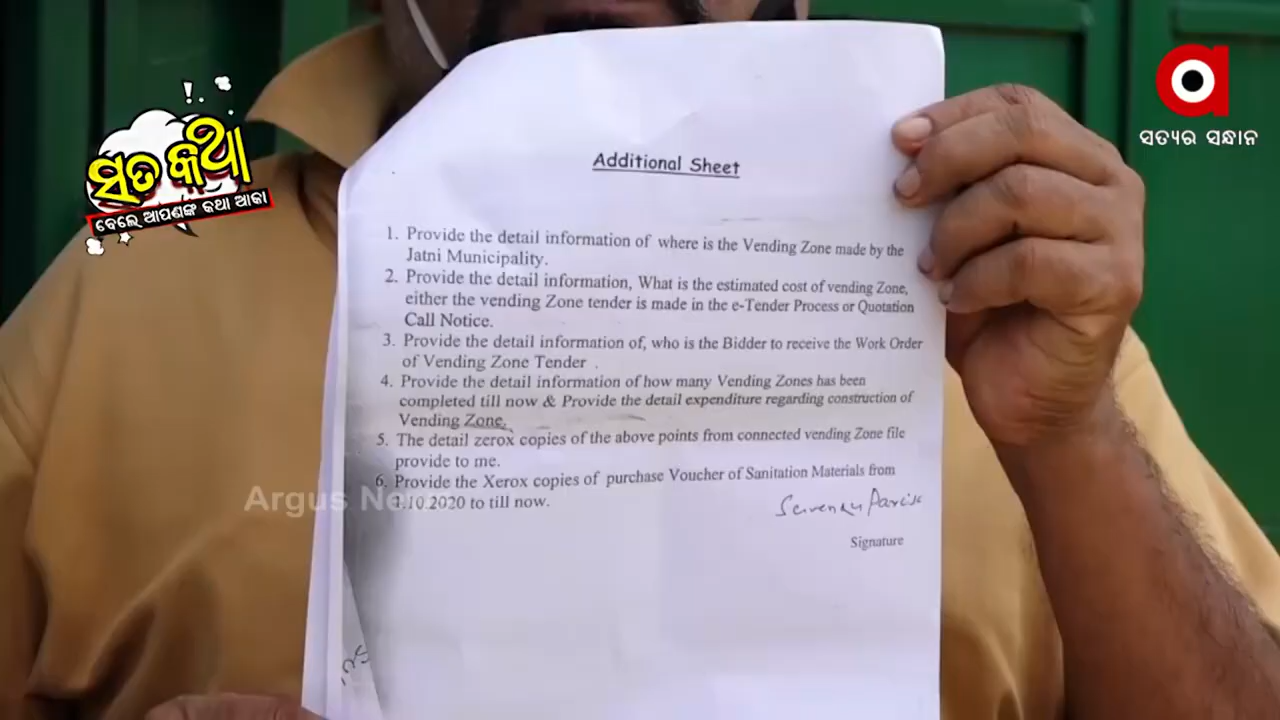 !.
ସତ କଥା
ବେଲେ ଆପଣଙ୍କ କଥା ଆକା
a
ସତ୍ୟର ସନ୍ଧାନ
Additional Sheet
1. Provide the detail information of where is the Vending Zone made by the
Jatni Municipality.
2. Provide the detail information, What is the estimated cost of vending Zone,
either the vending Zone tender is made in the e-Tender Process or Quotation
Call Notice.
3. Provide the detail information of, who is the Bidder to receive the Work Order
of Vending Zone Tender .
4. Provide the detail information of how many Vending Zones has been
completed till now & Provide the detail expenditure regarding construction of
Vending Zone.
5. The detail zerox copies of the above points from connected vending Zone file
provide to me.
6. Provide the Xerox copies of purchase Voucher of Sanitation Materials from
1.10.2020 to till now.
Signature
Argus News